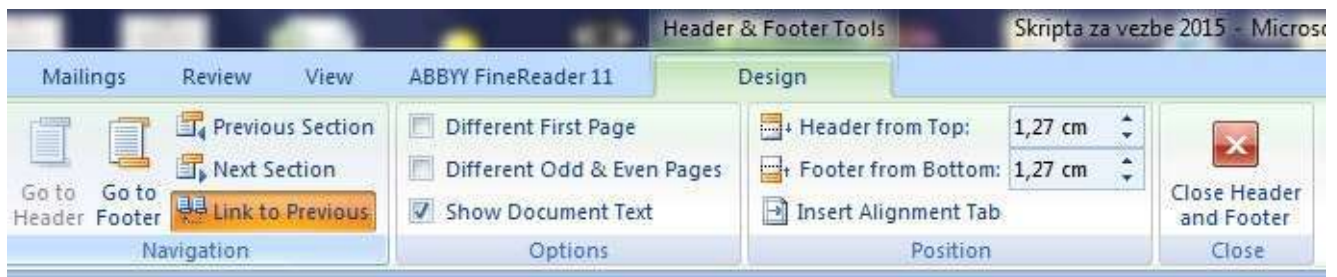 Header & Footer Tools Skripta za vezbe 2015 - Micros
Mailings Review View ABBYY FineReader 11 Design
Go to Header
Go to Footer
Previous Section
Next Section
Link to Previous
Navigation
Different First Page
Different Odd & Even Pages
Show Document Text
Options
Header from Top: 1,27 cm
Footer from Bottom: 1,27 cm
Insert Alignment Tab
Position
Close Header
and Footer
Close